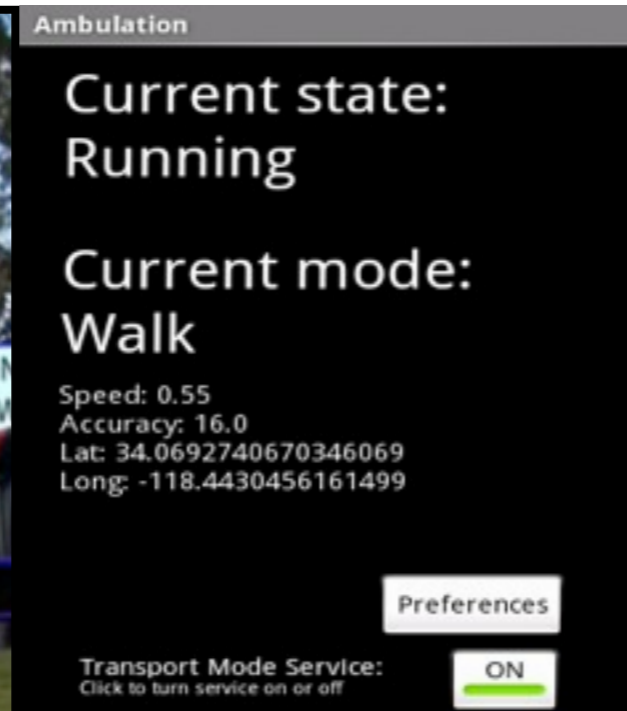 Ambulation
Current state:
Running
Current mode:
Walk
Speed: 0.55
Accuracy: 16.0
Lat: 34.0692740670346069
Long: -118.4430456161499
Preferences
Transport Mode Service:
Click to turn service on or off
ON